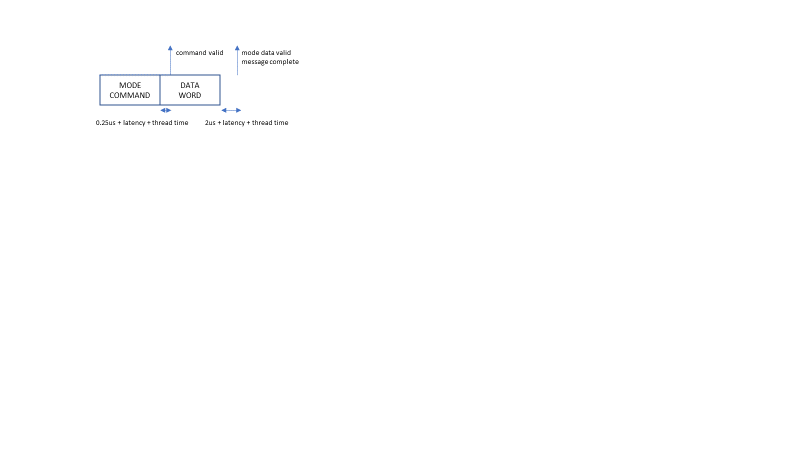 command valid
mode data valid
message complete
MODE
COMMAND
DATA
WORD
0.25us + latency + thread time
2us + latency + thread time